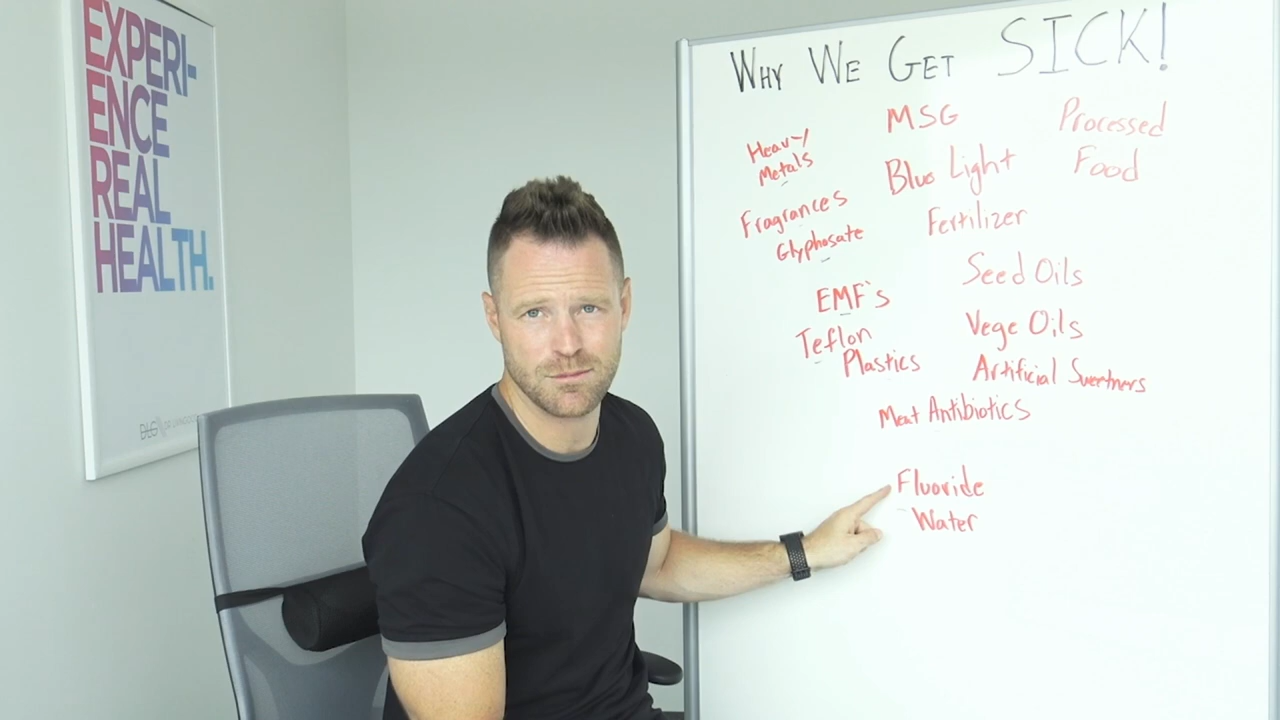 EXPERI-
ENCE
REAL
HEALTH.
WHY WE GET SICK!
Heavy
Metals
MSG
Processed
Food
Fragrances
Blue Light
Glyphosate
Fertilizer
EMF's
Seed Oils
Teflon
Plastics
Vege Oils
Artificial
Meat Antibiotics
Fluoride
Water